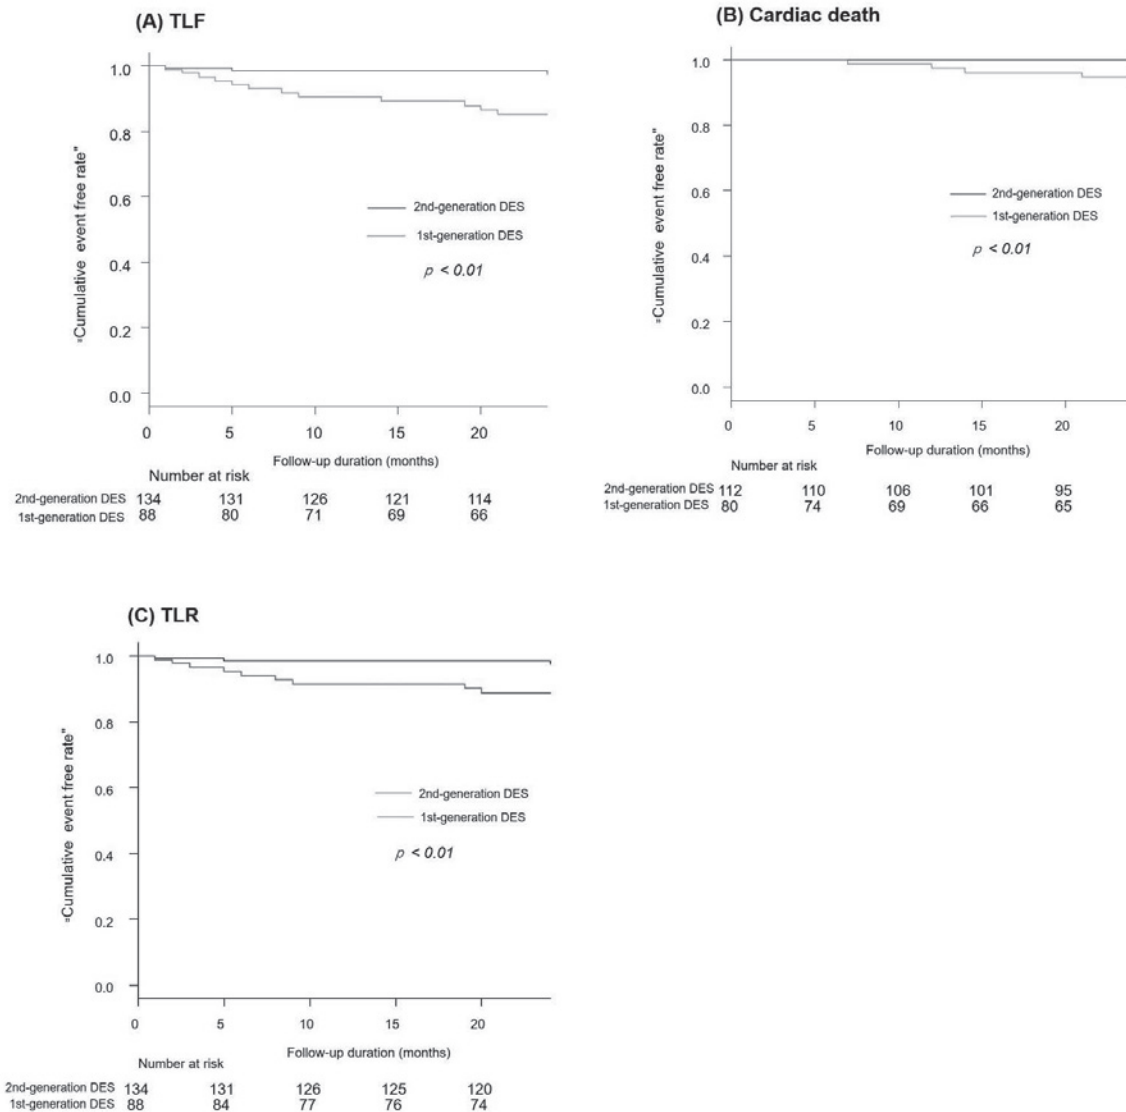 (A) TLF
1.0
0.8
0.6
0.4
0.2
0.0
"Cumulative event free rate"
2nd-generation DES
1st-generation DES
p < 0.01
0 5 10 15 20
Follow-up duration (months)
Number at risk
2nd-generation DES 134 131 126 121 114
1st-generation DES 88 80 71 69 66
(B) Cardiac death
1.0
0.8
0.6
0.4
0.2
0.0
"Cumulative event free rate"
2nd-generation DES
1st-generation DES
p < 0.01
0 5 10 15 20
Follow-up duration (months)
Number at risk
2nd-generation DES 112 110 106 101 95
1st-generation DES 80 74 69 66 65
(C) TLR
1.0
0.8
0.6
0.4
0.2
0.0
"Cumulative event free rate"
2nd-generation DES
1st-generation DES
p < 0.01
0 5 10 15 20
Follow-up duration (months)
Number at risk
2nd-generation DES 134 131 126 125 120
1st-generation DES 88 84 77 76 74